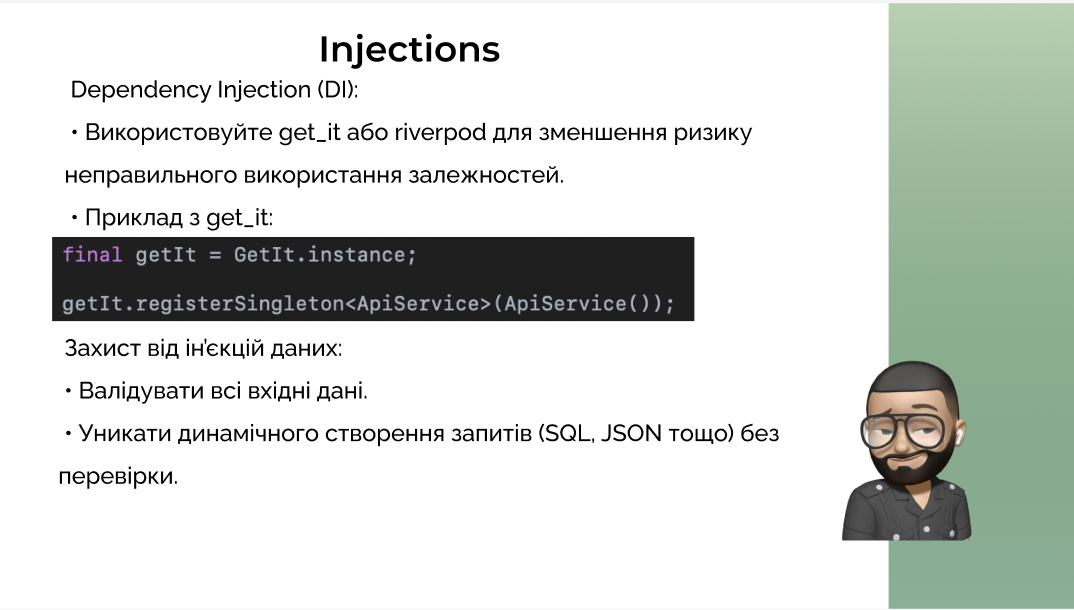 Injections
Dependency Injection (DI):
• Використовуйте get_it або riverpod для зменшення ризику
неправильного використання залежностей.
• Приклад з get_it:
final getIt = GetIt.instance;
getIt.registerSingleton<ApiService>(ApiService());
Захист від ін’єкцій даних:
• Валідувати всі вхідні дані.
• Уникати динамічного створення запитів (SQL, JSON тощо) без
перевірки.